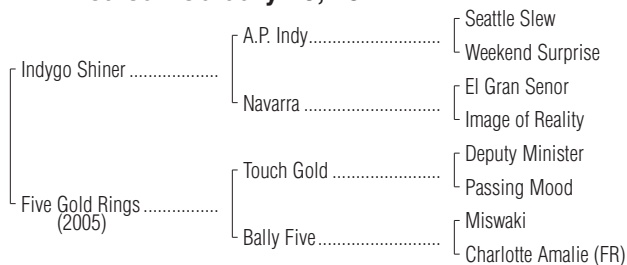 Seattle Slew
A.P. Indy
Weekend Surprise
Indygo Shiner
El Gran Senor
Navarra
Image of Reality
Deputy Minister
Touch Gold
Passing Mood
Five Gold Rings
(2005)
Miswaki
Bally Five
Charlotte Amalie (FR)